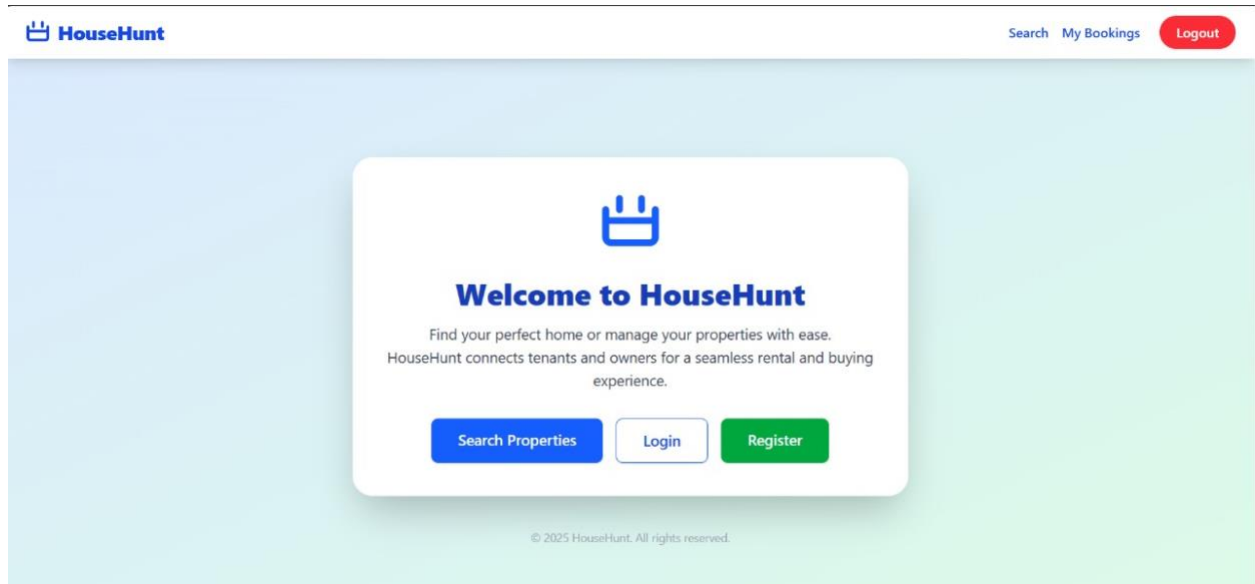 HouseHunt
Search My Bookings Logout
Welcome to HouseHunt
Find your perfect home or manage your properties with ease.
HouseHunt connects tenants and owners for a seamless rental and buying
experience.
Search Properties Login Register
© 2025 HouseHunt. All rights reserved.